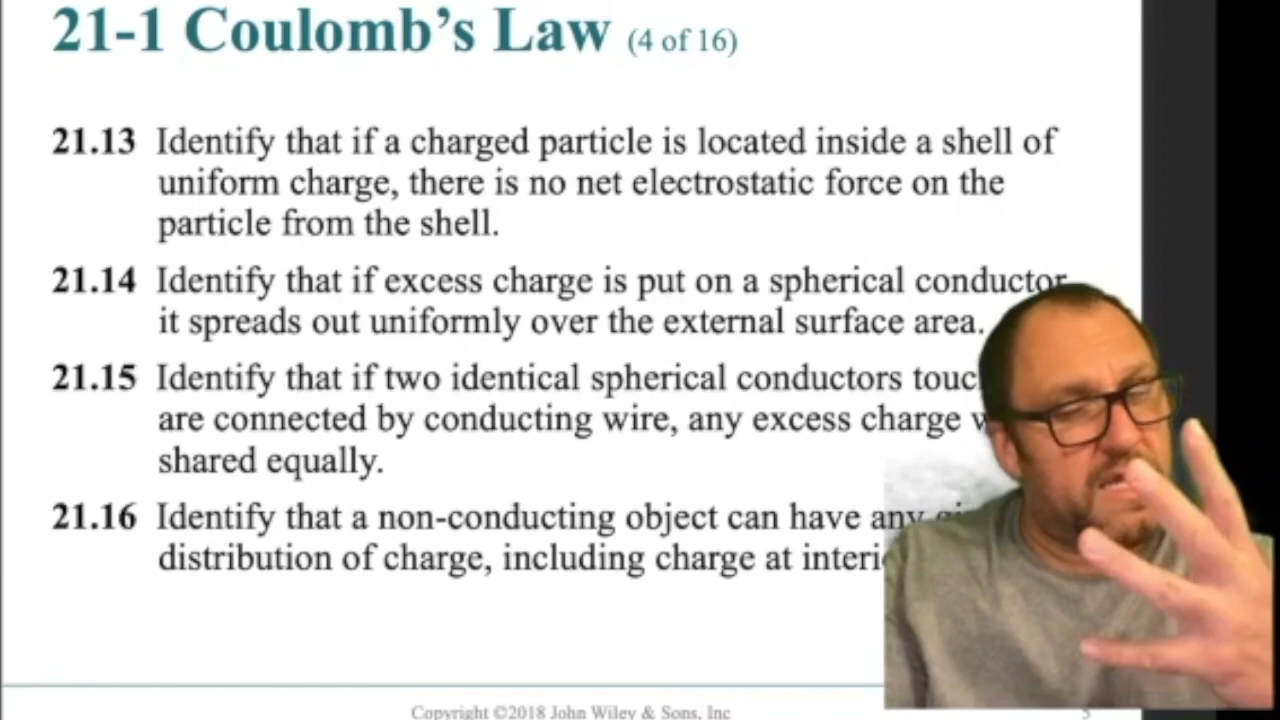 21-1 Coulomb's Law (4 of 16)
21.13 Identify that if a charged particle is located inside a shell of
uniform charge, there is no net electrostatic force on the
particle from the shell.
21.14 Identify that if excess charge is put on a spherical conductor
it spreads out uniformly over the external surface area.
21.15 Identify that if two identical spherical conductors
are connected by conducting wire, any excess charge
shared equally.
21.16 Identify that a non-conducting object can have any
distribution of charge, including charge at
Copyright ©2018 John Wiley & Sons, Inc
5